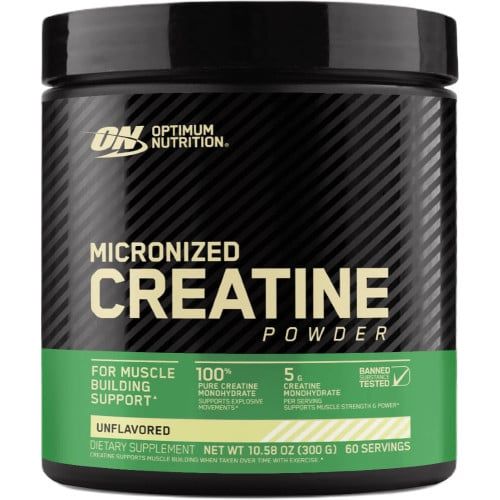 ON OPTIMUM
NUTRITION®
MICRONIZED
CREATINE
POWDER
FOR MUSCLE
BUILDING
SUPPORT*
100%
PURE CREATINE
MONOHYDRATE
SUPPORTS EXPLOSIVE
MOVEMENTS*
5 G
CREATINE
MONOHYDRATE
PER SERVING
SUPPORTS MUSCLE STRENGTH & POWER*
BANNED
SUBSTANCE
TESTED
UNFLAVORED
DIETARY SUPPLEMENT NET WT 10.58 OZ (300 G) 60 SERVINGS
CREATINE SUPPORTS MUSCLE BUILDING WHEN TAKEN OVER TIME WITH EXERCISE.*